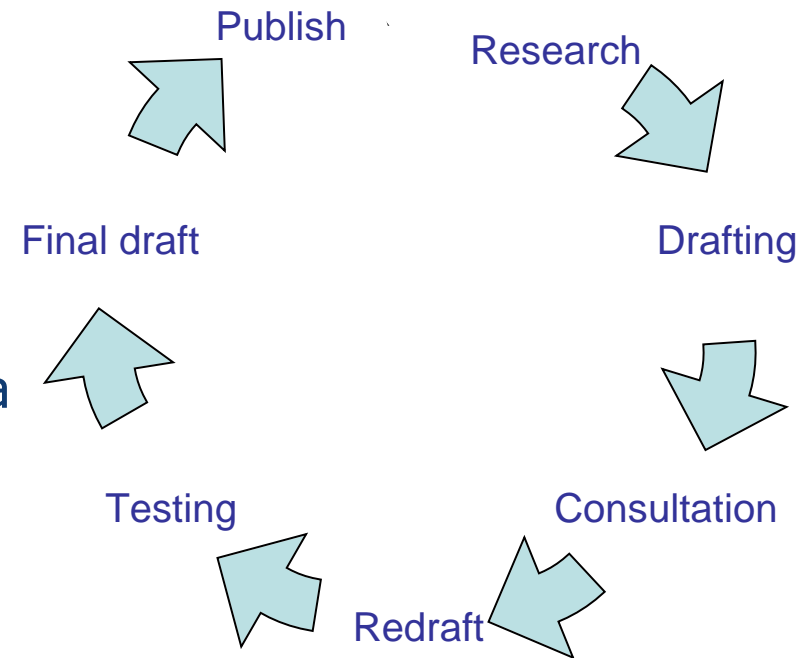 Publish
Research
Drafting
Consultation
Redraft
Testing
Final draft
a